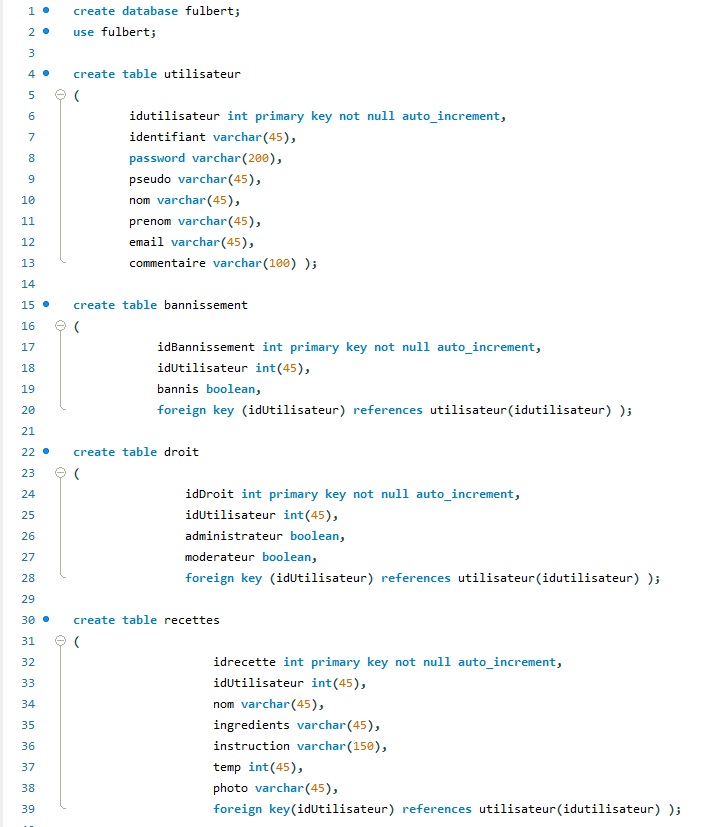 1 create database fulbert;
2 use fulbert;
3
4 create table utilisateur
5 (
6 idutilisateur int primary key not null auto_increment,
7 identifiant varchar(45),
8 password varchar(200),
9 pseudo varchar(45),
10 nom varchar(45),
11 prenom varchar(45),
12 email varchar(45),
13 commentaire varchar(100) );
14
15 create table bannissement
16 (
17 idBannissement int primary key not null auto_increment,
18 idUtilisateur int(45),
19 bannis boolean,
20 foreign key (idUtilisateur) references utilisateur(idutilisateur) );
21
22 create table droit
23 (
24 idDroit int primary key not null auto_increment,
25 idUtilisateur int(45),
26 administrateur boolean,
27 moderateur boolean,
28 foreign key (idUtilisateur) references utilisateur(idutilisateur) );
29
30 create table recettes
31 (
32 idrecette int primary key not null auto_increment,
33 idUtilisateur int(45),
34 nom varchar(45),
35 ingredients varchar(45),
36 instruction varchar(150),
37 temp int(45),
38 photo varchar(45),
39 foreign key(idUtilisateur) references utilisateur(idutilisateur) );